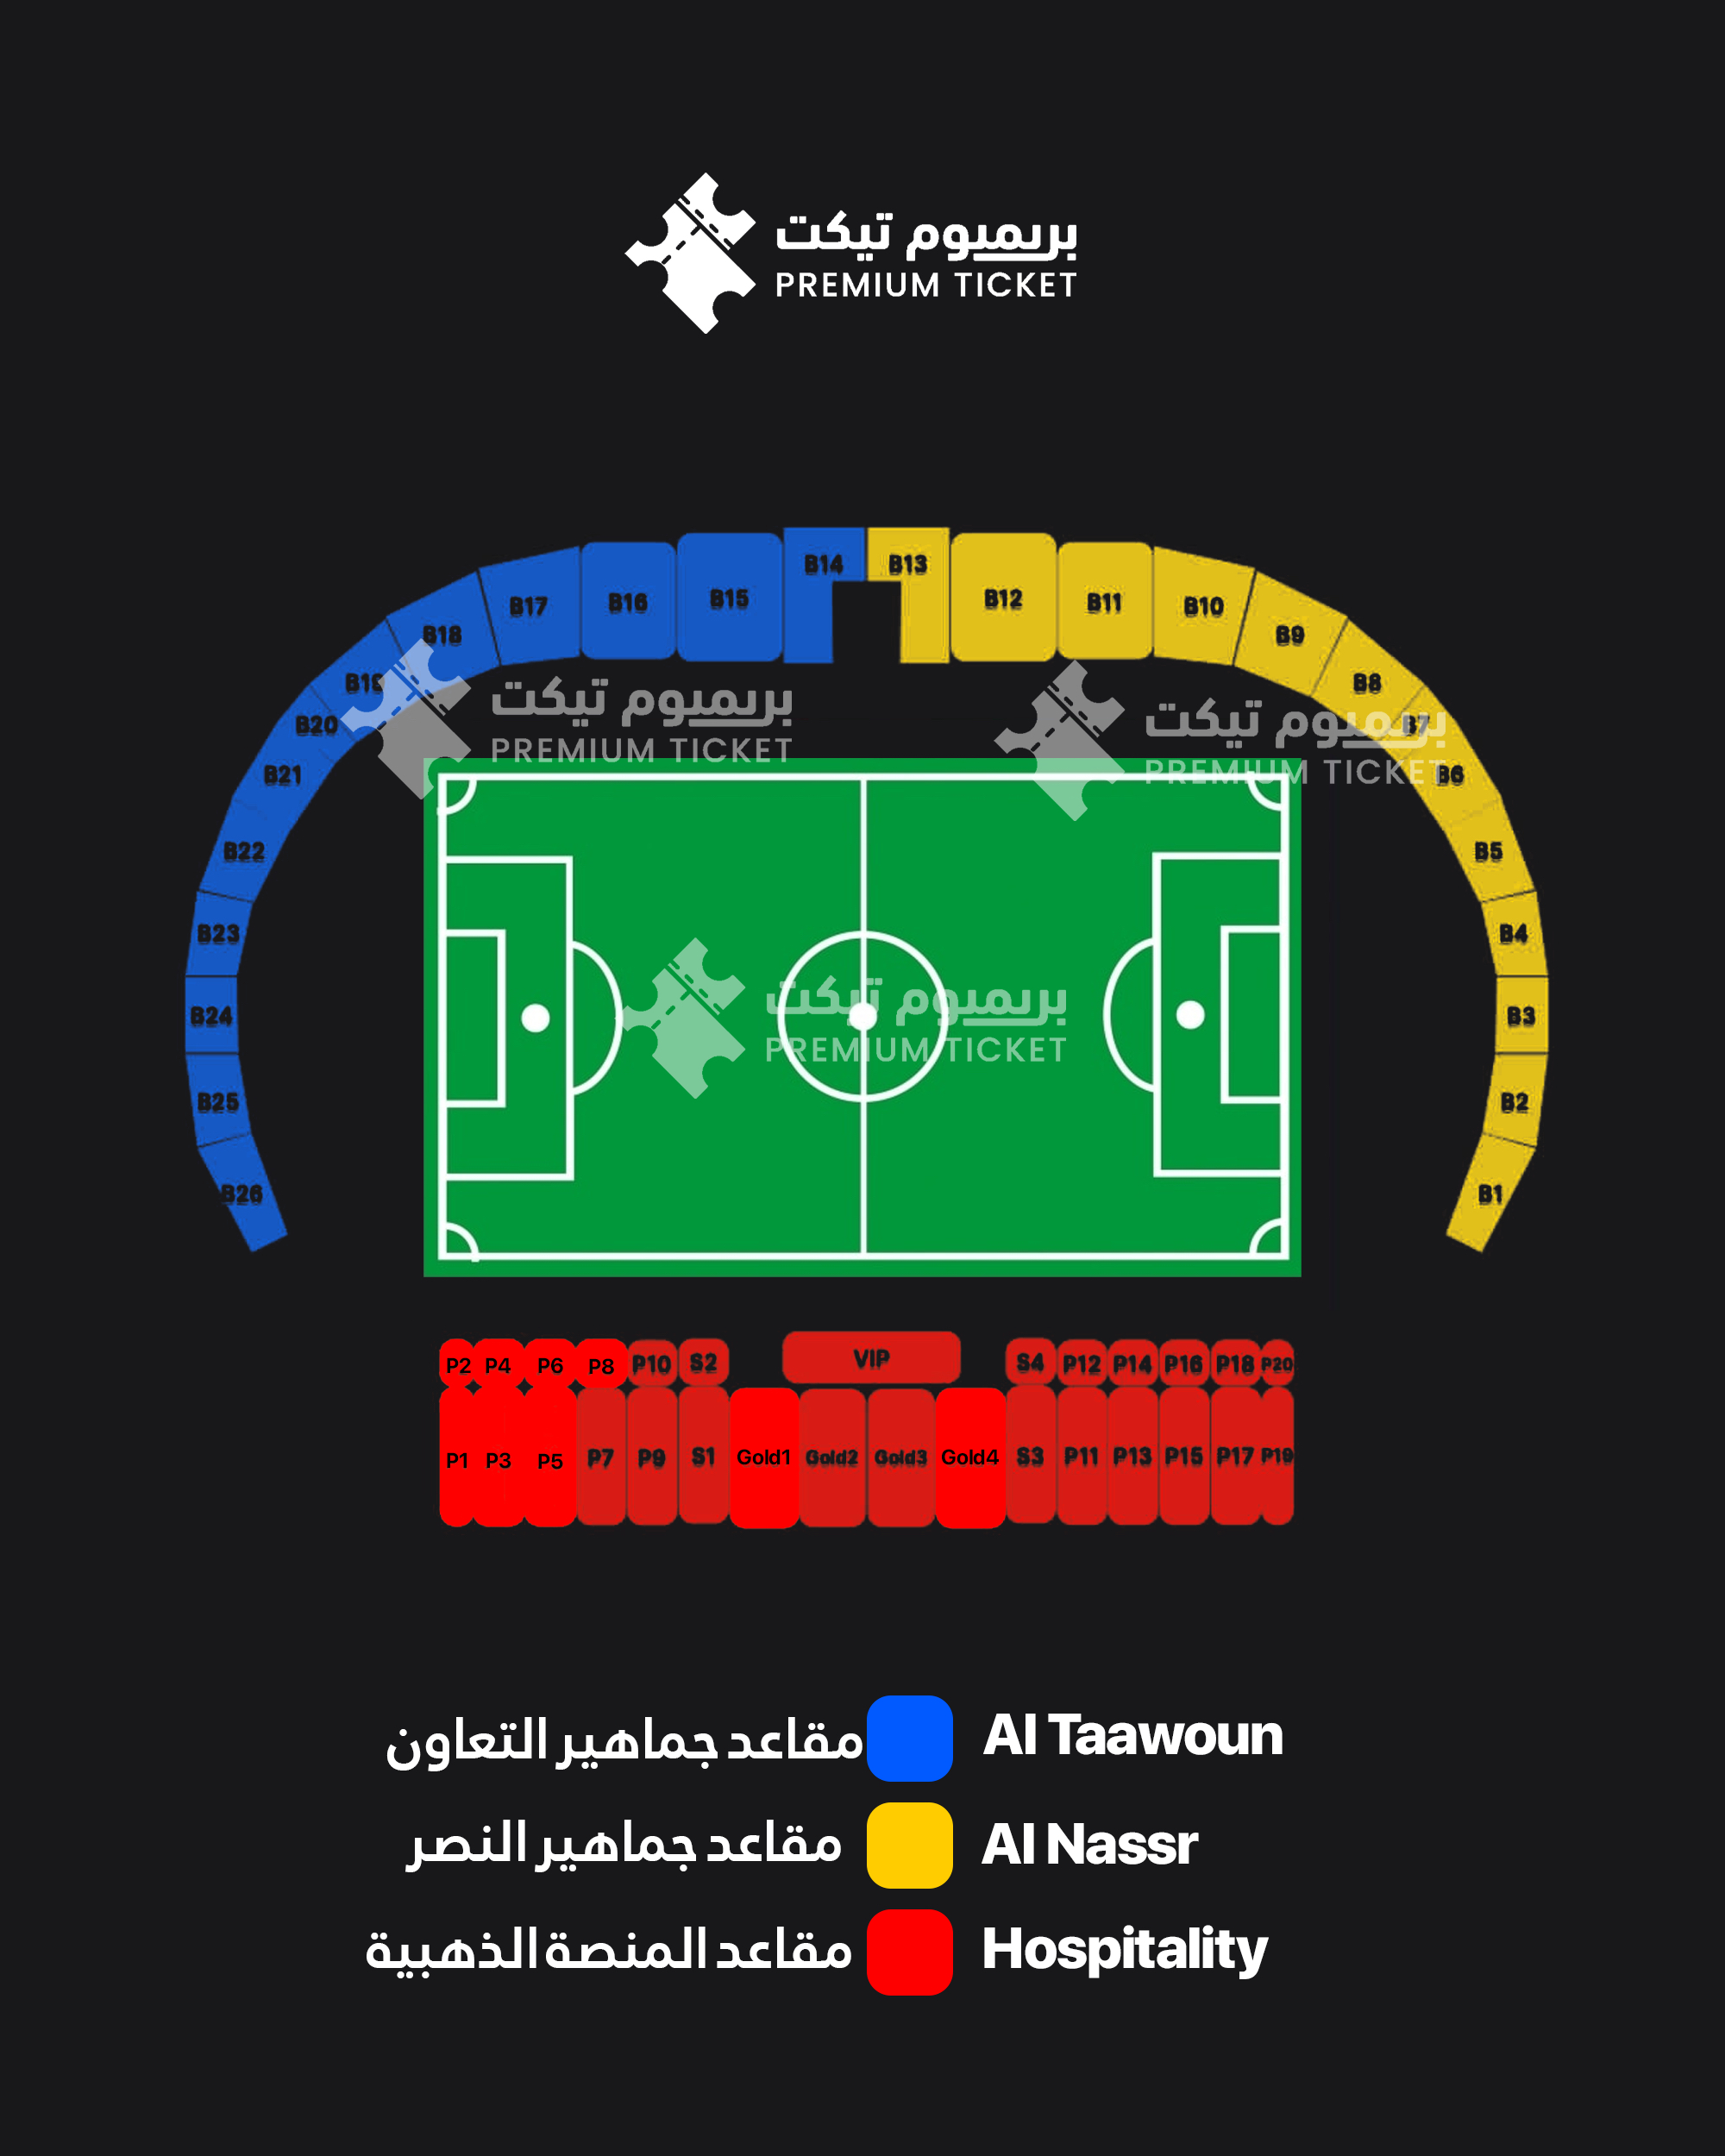 بريميوم تيكت
PREMIUM TICKET
B14 B13
B17 B16 B15 B12 B11 B10
B18 B9
B19 B8
بريميوم تيكت
PREMIUM TICKET
بريميوم تيكت
PREMIUM TICKET
B20 B7
B21 B6
B22 B5
B23 B4
B24 B3
بريميوم تيكت
PREMIUM TICKET
B25 B2
B26 B1
P2 P4 P6 P8 P10 S2 VIP S4 P12 P14 P16 P18 P20
P1 P3 P5 P7 P9 S1 Gold1 Gold2 Gold3 Gold4 S3 P11 P13 P15 P17 P19
مقاعد جماهير التعاون Al Taawoun
مقاعد جماهير النصر Al Nassr
مقاعد المنصة الذهبية Hospitality